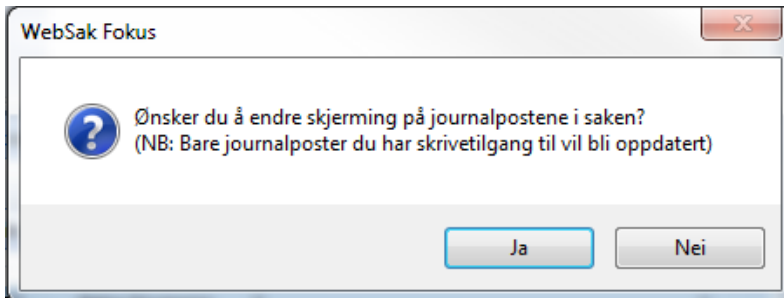 WebSak Fokus
Ønsker du å endre skjerming på journalpostene i saken?
(NB: Bare journalposter du har skrivetilgang til vil bli oppdatert)
Ja
Nei